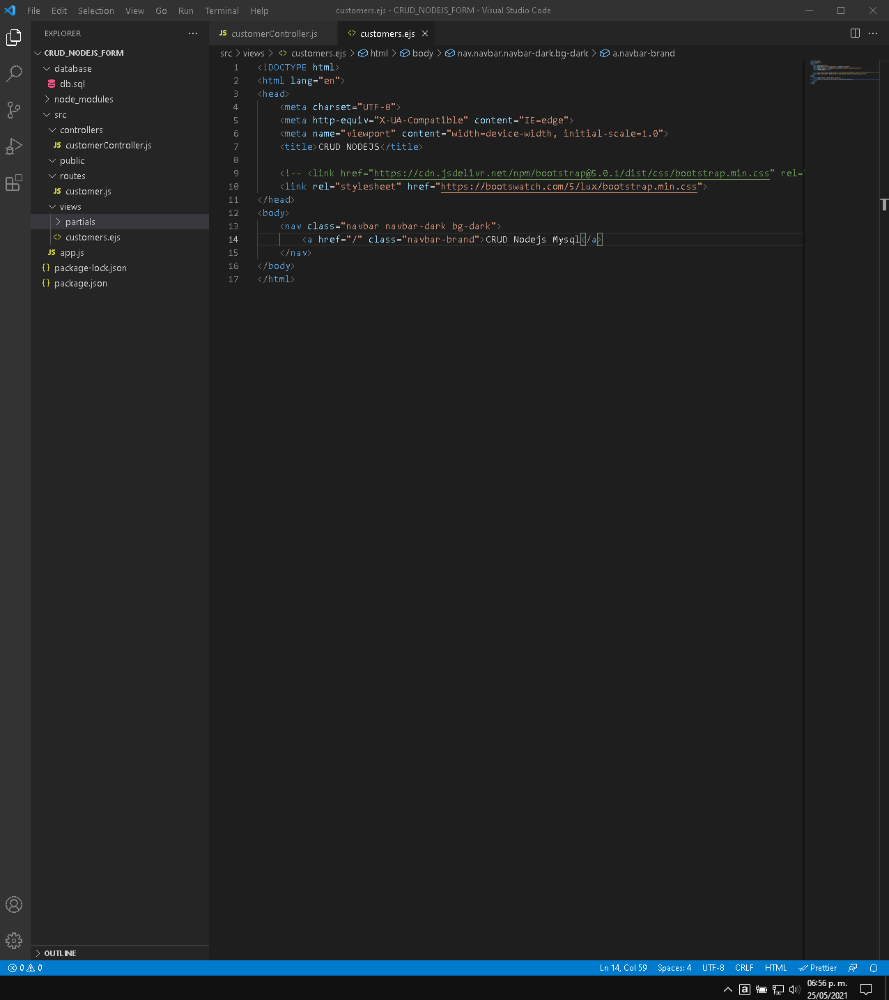 File Edit Selection View Go Run Terminal Help customers.ejs - CRUD_NODEJS_FORM - Visual Studio Code
EXPLORER
CRUD_NODEJS_FORM
database
db.sql
node_modules
src
controllers
JS customerController.js
public
routes
JS customer.js
views
partials
customers.ejs
JS app.js
{} package-lock.json
{} package.json
OUTLINE
JS customerController.js customers.ejs
src > views > customers.ejs > html > body > nav.navbar.navbar-dark.bg-dark > a.navbar-brand
1 <!DOCTYPE html>
2 <html lang="en">
3 <head>
4 <meta charset="UTF-8">
5 <meta http-equiv="X-UA-Compatible" content="IE=edge">
6 <meta name="viewport" content="width=device-width, initial-scale=1.0">
7 <title>CRUD NODEJS</title>
8
9 <!-- <link href="https://cdn.jsdelivr.net/npm/bootstrap@5.0.1/dist/css/bootstrap.min.css" rel="
10 <link rel="stylesheet" href="https://bootswatch.com/5/lux/bootstrap.min.css">
11 </head>
12 <body>
13 <nav class="navbar navbar-dark bg-dark">
14 <a href="/" class="navbar-brand">CRUD Nodejs Mysql</a>
15 </nav>
16 </body>
17 </html>
0 0 Ln 14, Col 59 Spaces: 4 UTF-8 CRLF HTML Prettier
a 06:56 p. m.
25/05/2021